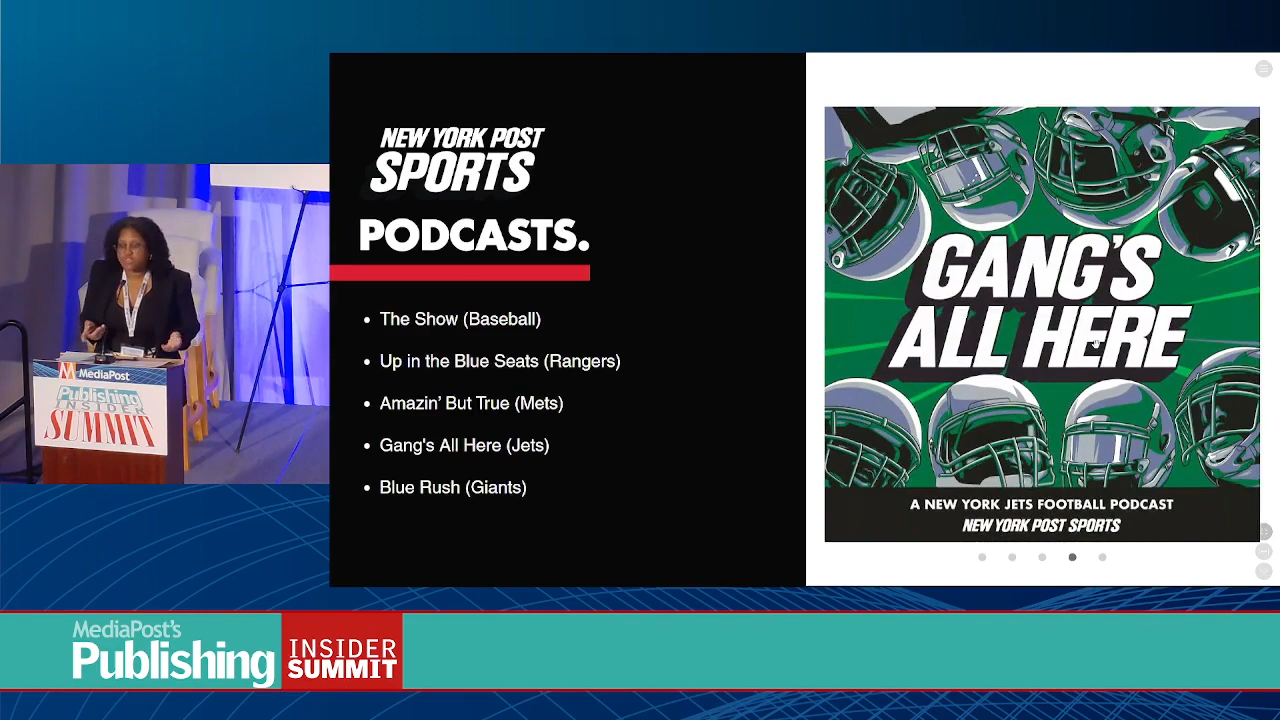 NEW YORK POST
SPORTS
PODCASTS.
• The Show (Baseball)
• Up in the Blue Seats (Rangers)
• Amazin' But True (Mets)
• Gang's All Here (Jets)
• Blue Rush (Giants)
GANG'S
ALL HERE
A NEW YORK JETS FOOTBALL PODCAST
NEW YORK POST SPORTS
MediaPost
Publishing
INSIDER
SUMMIT
MediaPost's
Publishing
INSIDER
SUMMIT